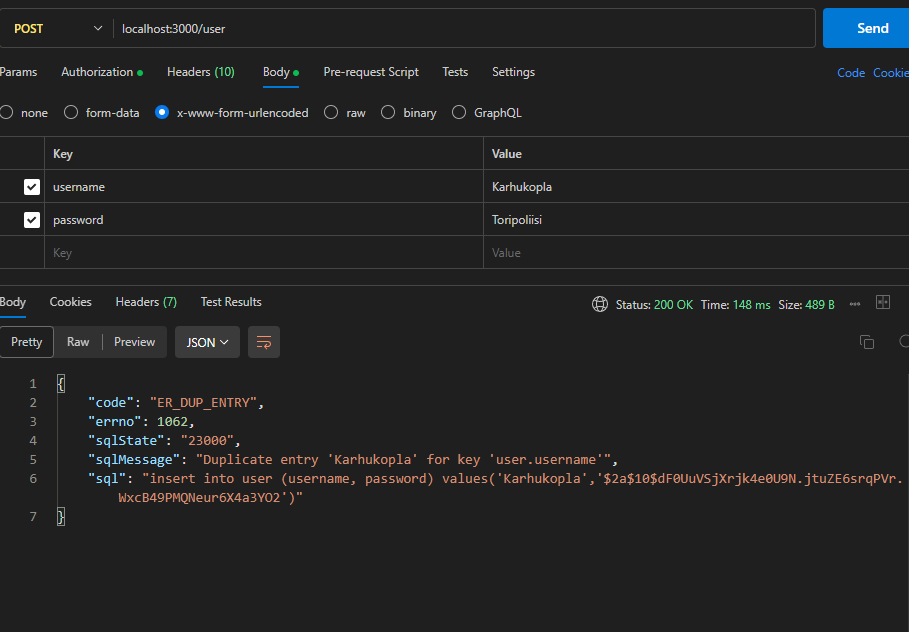 POST localhost:3000/user Send
Params Authorization Headers (10) Body Pre-request Script Tests Settings Code Cookie
none form-data x-www-form-urlencoded raw binary GraphQL
Key Value
username Karhukopla
password Toripoliisi
Key Value
Body Cookies Headers (7) Test Results Status: 200 OK Time: 148 ms Size: 489 B
Pretty Raw Preview JSON
1 {
2 "code": "ER_DUP_ENTRY",
3 "errno": 1062,
4 "sqlState": "23000",
5 "sqlMessage": "Duplicate entry 'Karhukopla' for key 'user.username'",
6 "sql": "insert into user (username, password) values('Karhukopla','$2a$10$dF0UuVSjXrjk4e0U9N.jtuZE6srqPVr.
WxcB49PMQNeur6X4a3YO2')"
7 }